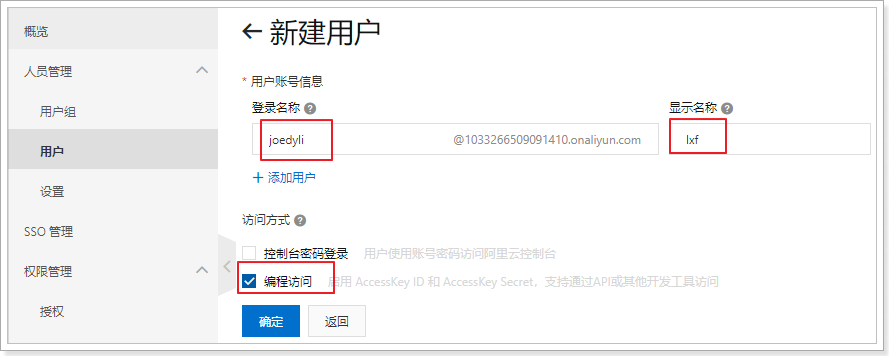 概览
人员管理
用户组
用户
设置
SSO 管理
权限管理
授权
← 新建用户
* 用户账号信息
登录名称 ?
显示名称 ?
joedyli @1033266509091410.onaliyun.com
lxf
+ 添加用户
访问方式 ?
控制台密码登录 用户使用账号密码访问阿里云控制台
编程访问 启用 AccessKey ID 和 AccessKey Secret，支持通过API或其他开发工具访问
确定 返回